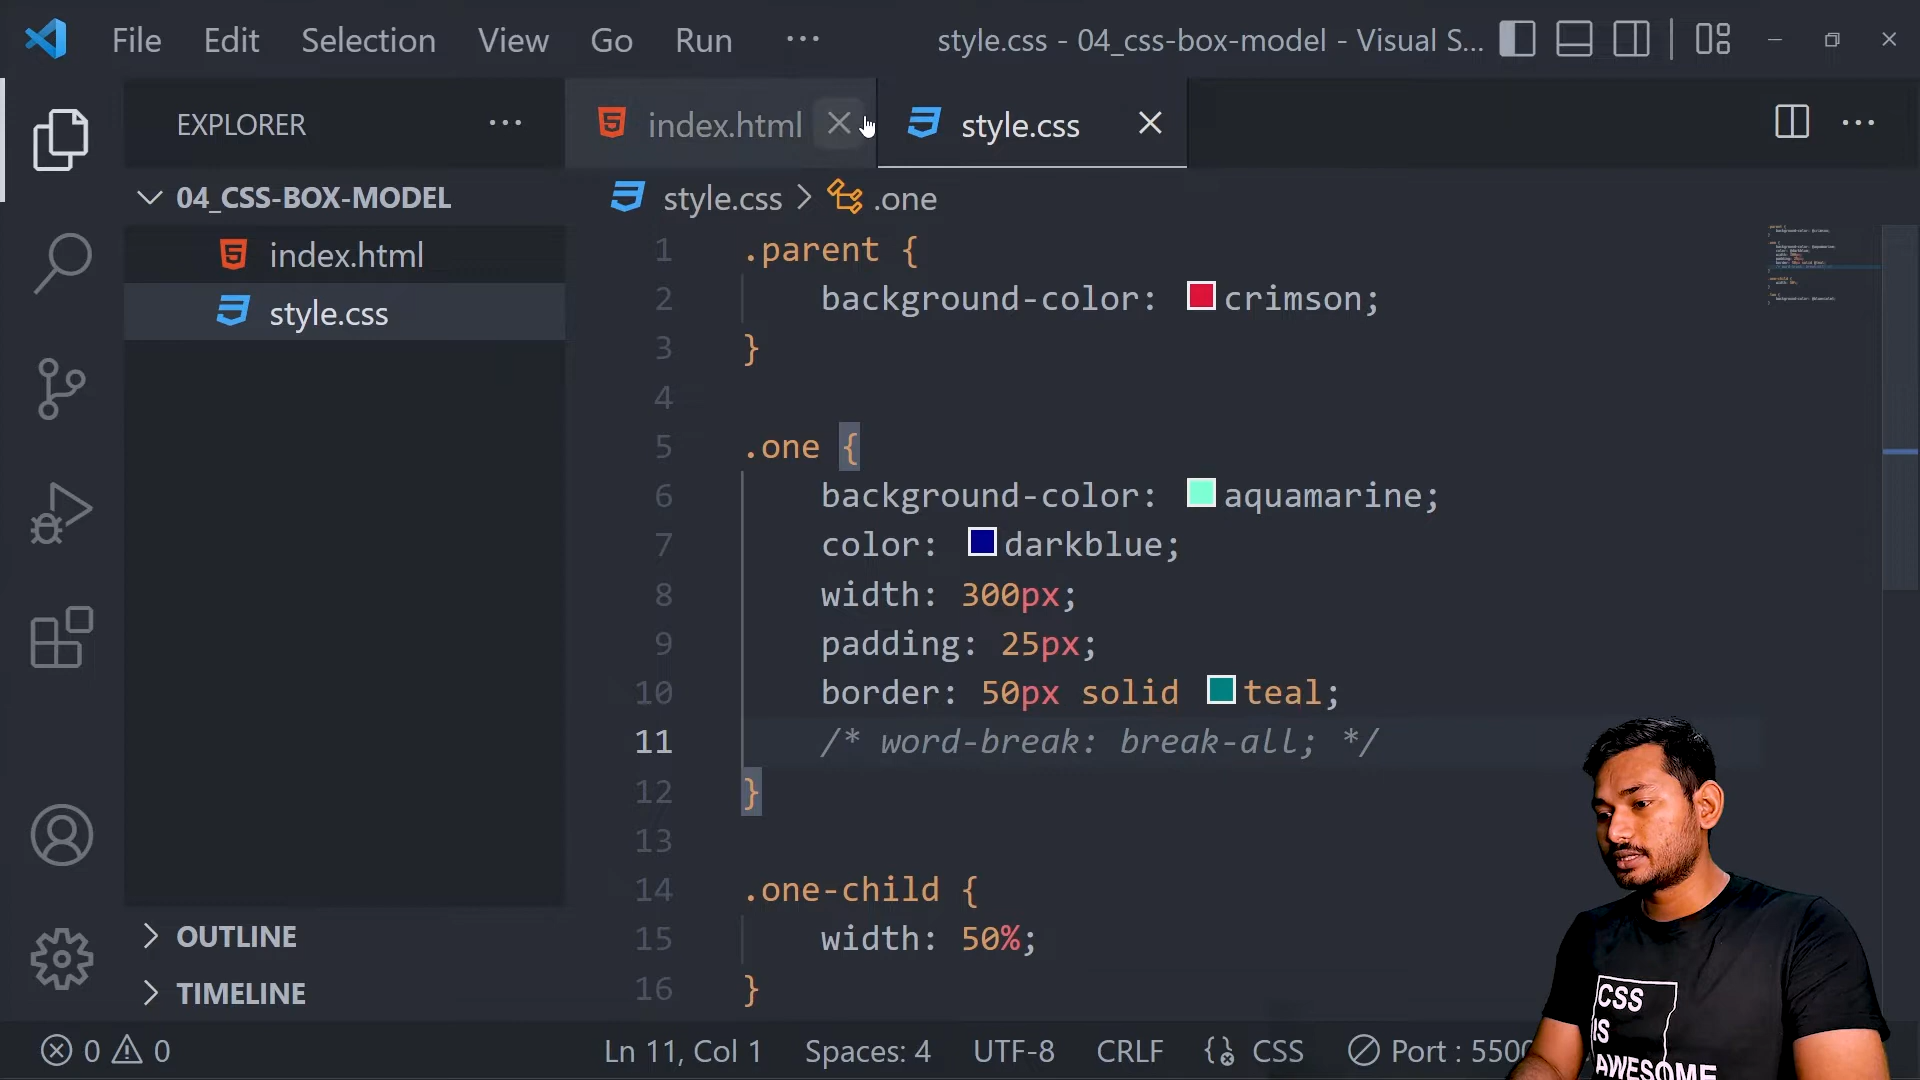 File Edit Selection View Go Run ··· style.css - 04_css-box-model - Visual S...
EXPLORER ···
index.html
style.css
04_CSS-BOX-MODEL
index.html
style.css
OUTLINE
TIMELINE
style.css > .one
1 .parent {
2 background-color: crimson;
3 }
4
5 .one {
6 background-color: aquamarine;
7 color: darkblue;
8 width: 300px;
9 padding: 25px;
10 border: 50px solid teal;
11 /* word-break: break-all; */
12 }
13
14 .one-child {
15 width: 50%;
16 }
0 0 Ln 11, Col 1 Spaces: 4 UTF-8 CRLF CSS Port : 5500
CSS
IS
AWESOME